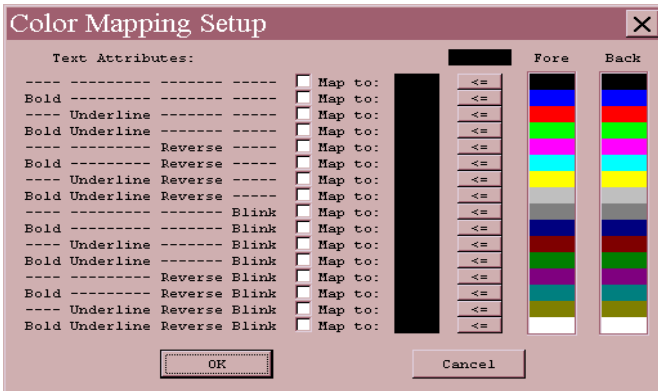 Color Mapping Setup
Text Attributes: Fore Back
---- --------- ------- ----- Map to: <=
Bold --------- ------- ----- Map to: <=
---- Underline ------- ----- Map to: <=
Bold Underline ------- ----- Map to: <=
---- --------- Reverse ----- Map to: <=
Bold --------- Reverse ----- Map to: <=
---- Underline Reverse ----- Map to: <=
Bold Underline Reverse ----- Map to: <=
---- --------- ------- Blink Map to: <=
Bold --------- ------- Blink Map to: <=
---- Underline ------- Blink Map to: <=
Bold Underline ------- Blink Map to: <=
---- --------- Reverse Blink Map to: <=
Bold --------- Reverse Blink Map to: <=
---- Underline Reverse Blink Map to: <=
Bold Underline Reverse Blink Map to: <=
OK Cancel